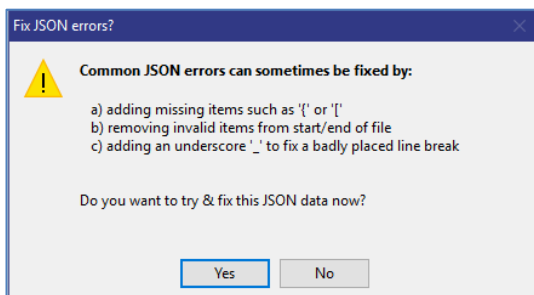 Fix JSON errors?
Common JSON errors can sometimes be fixed by:
a) adding missing items such as '{' or '['
b) removing invalid items from start/end of file
c) adding an underscore '_' to fix a badly placed line break
Do you want to try & fix this JSON data now?
Yes No